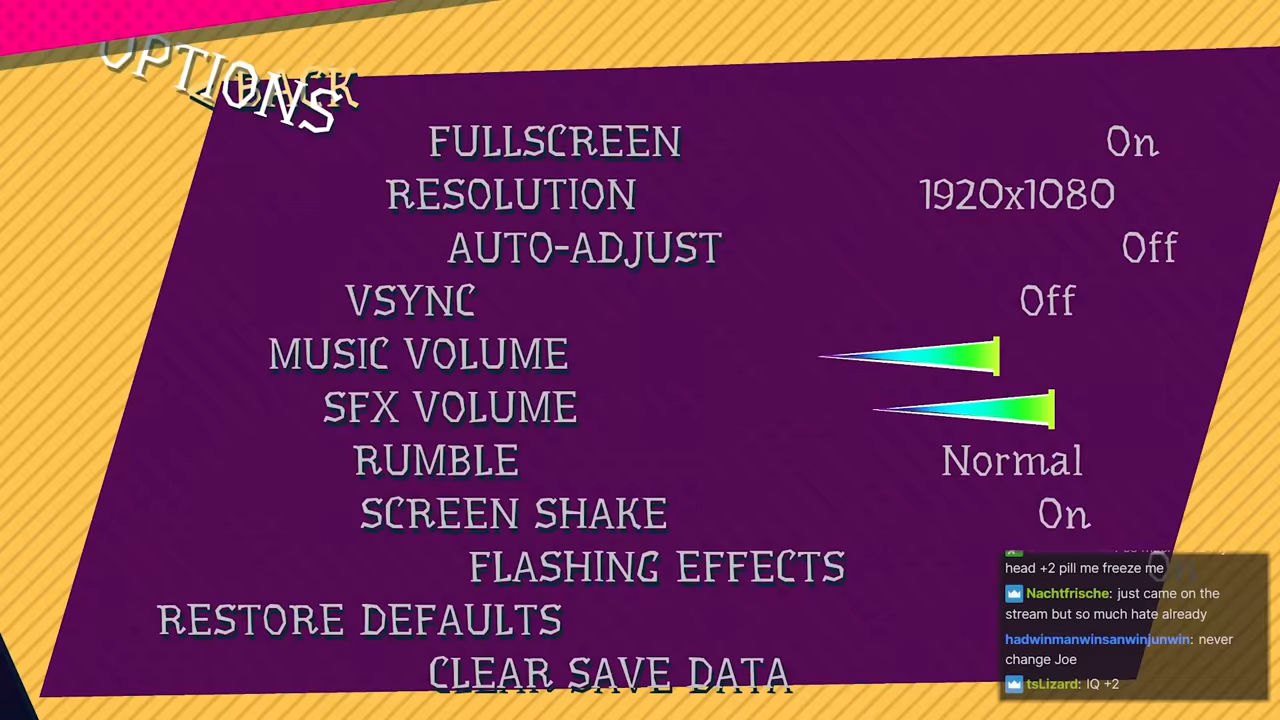 OPTIONS
BACK
FULLSCREEN On
RESOLUTION 1920x1080
AUTO-ADJUST Off
VSYNC Off
MUSIC VOLUME
SFX VOLUME
RUMBLE Normal
SCREEN SHAKE On
FLASHING EFFECTS
RESTORE DEFAULTS
CLEAR SAVE DATA
head +2 pill me freeze me
Nachtfrische: just came on the
stream but so much hate already
hadwinmanwinsanwinjunwin: never
change Joe
tsLizard: IQ +2